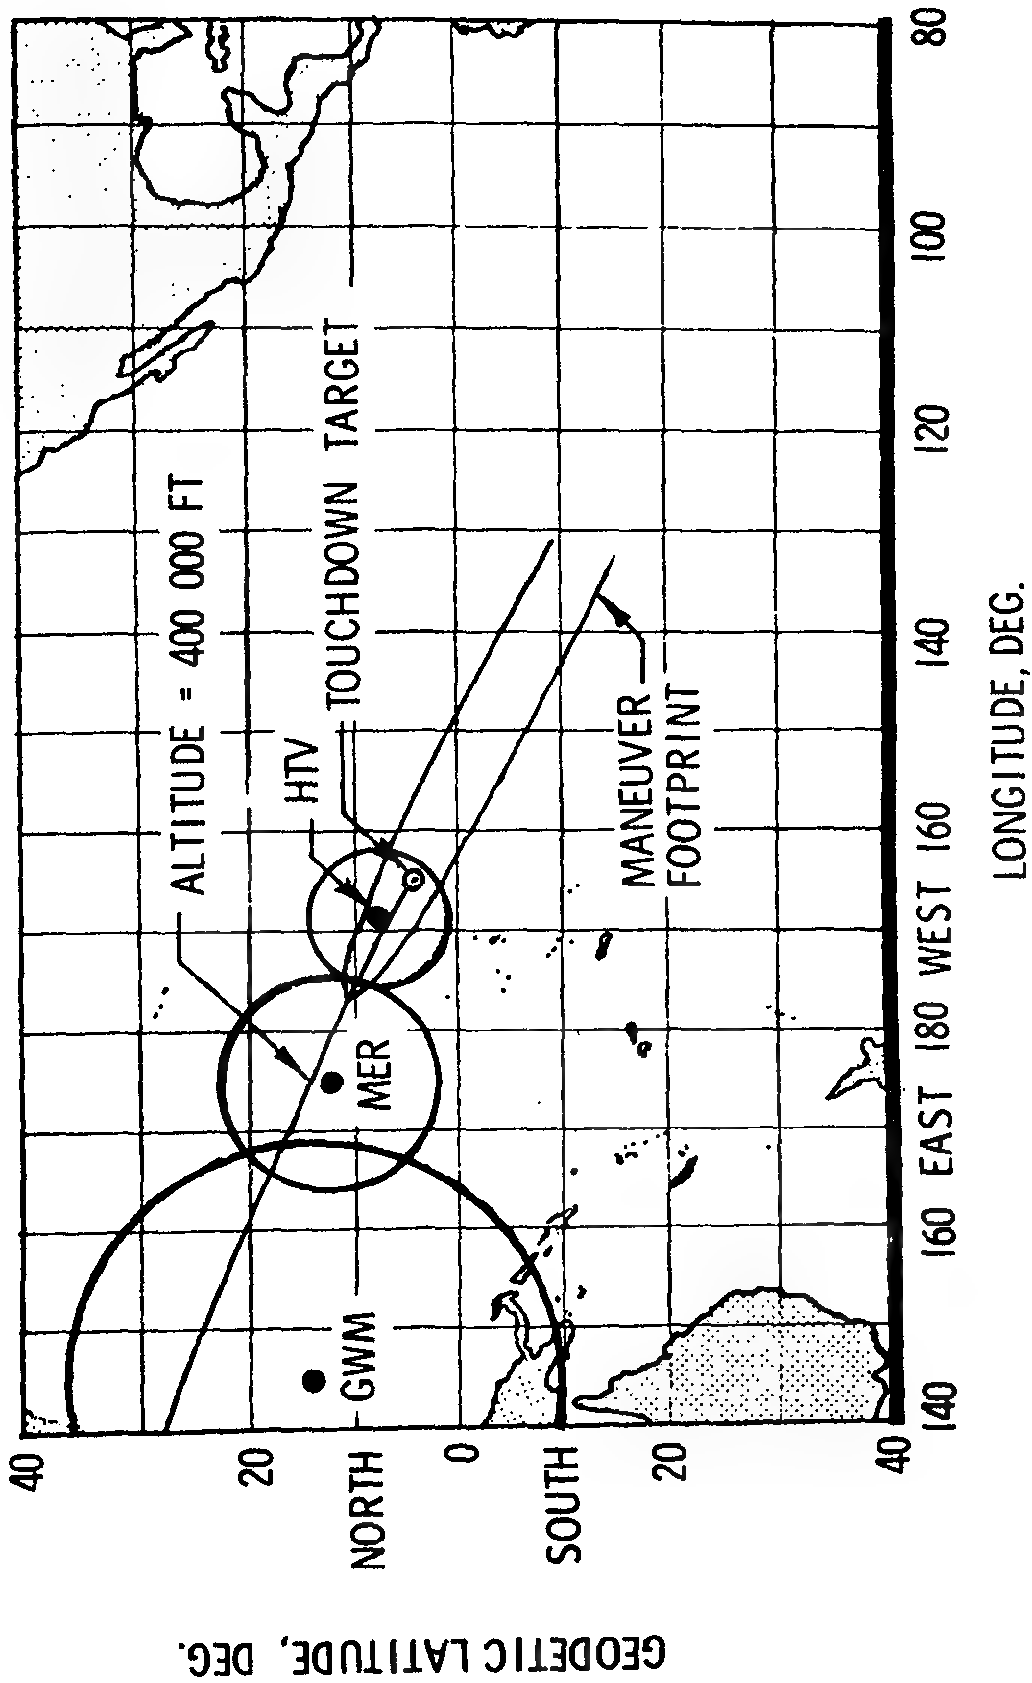 ALTITUDE = 400 000 FT
HTV
TOUCHDOWN TARGET
MER
GWM
MANEUVER
FOOTPRINT
40
20
NORTH
0
SOUTH
20
40
GEODETIC LATITUDE, DEG.
140 160 EAST 180 WEST 160 140 120 100 80
LONGITUDE, DEG.